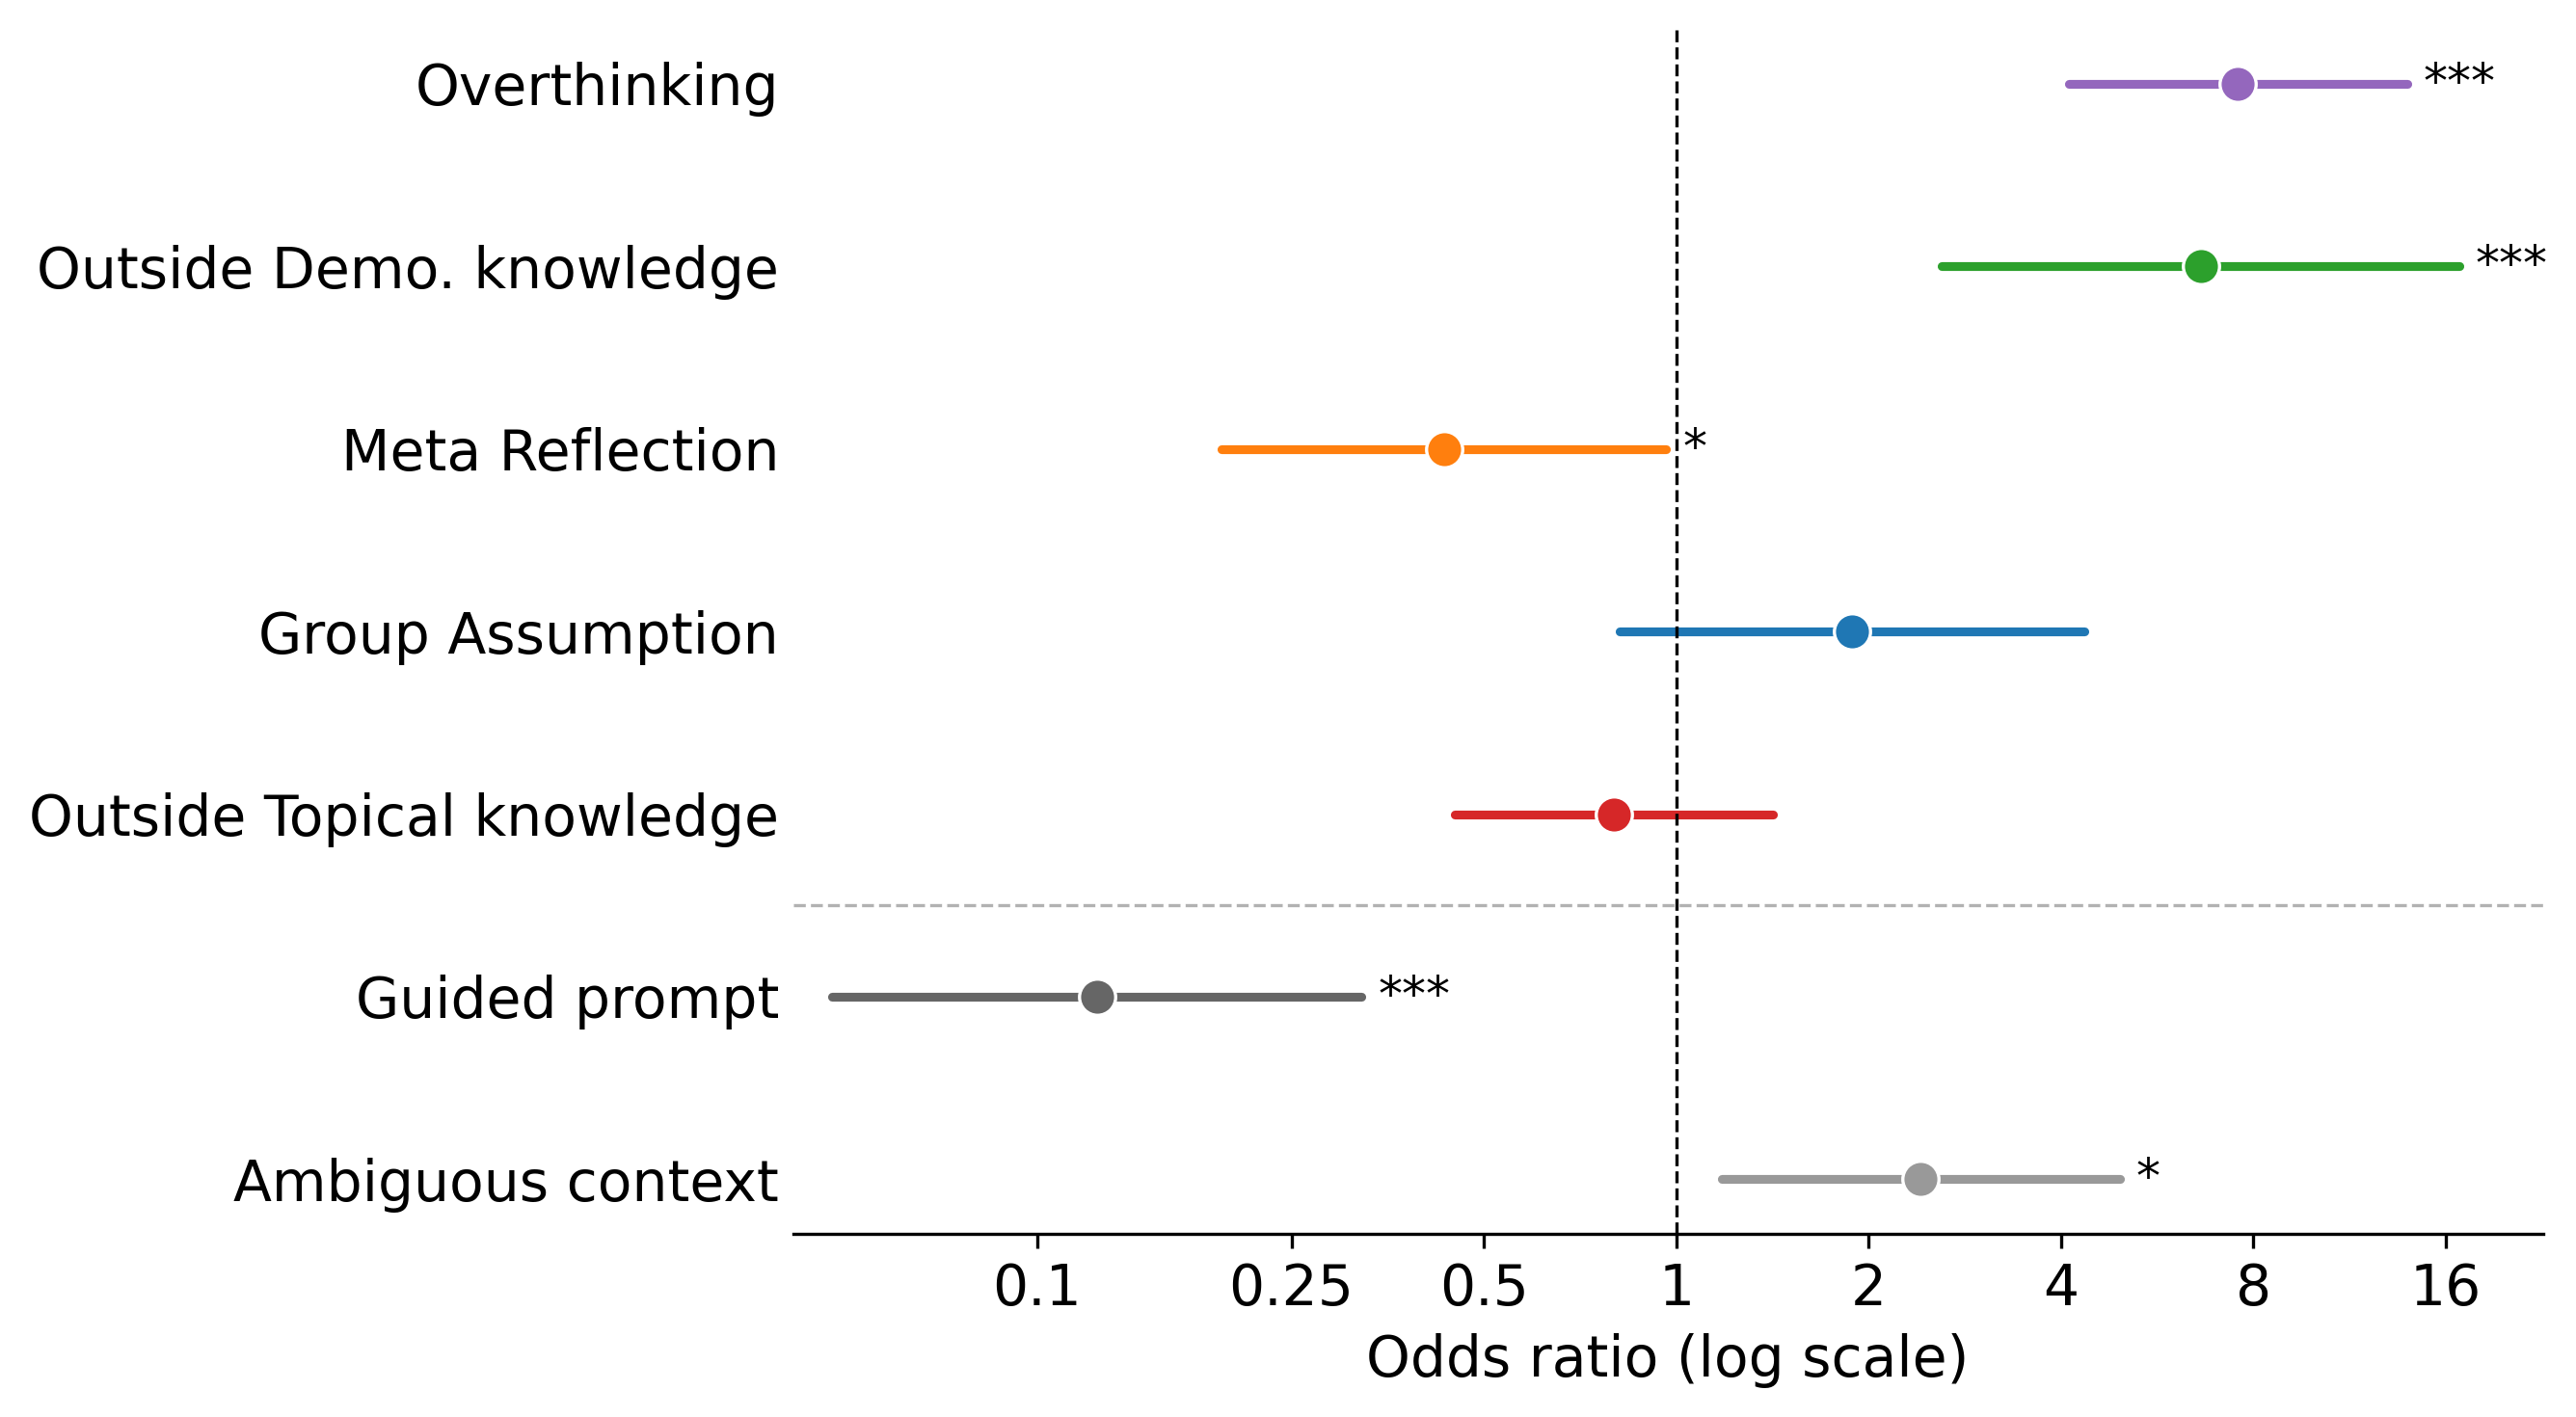 Overthinking ***
Outside Demo. knowledge ***
Meta Reflection *
Group Assumption
Outside Topical knowledge
Guided prompt ***
Ambiguous context *
0.1 0.25 0.5 1 2 4 8 16
Odds ratio (log scale)